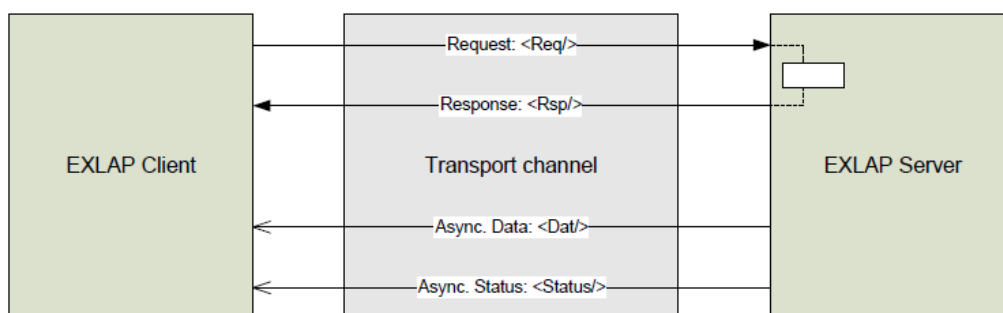 Request: <Req/>
Response: <Rsp/>
EXLAP Client
Transport channel
EXLAP Server
Async. Data: <Dat/>
Async. Status: <Status/>